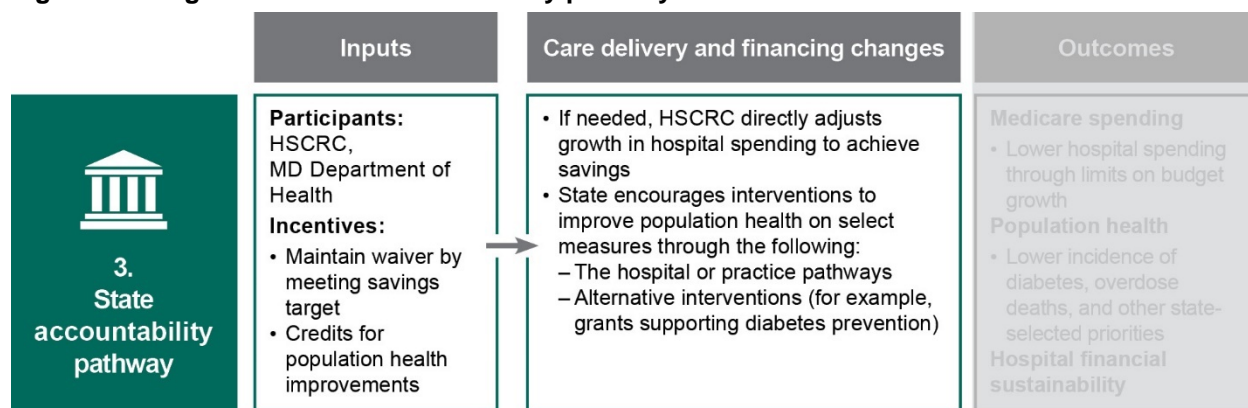 Inputs
Care delivery and financing changes
Outcomes
3.
State
accountability
pathway
Participants:
HSCRC,
MD Department of
Health
Incentives:
• Maintain waiver by
meeting savings
target
• Credits for
population health
improvements
• If needed, HSCRC directly adjusts
growth in hospital spending to achieve
savings
• State encourages interventions to
improve population health on select
measures through the following:
– The hospital or practice pathways
– Alternative interventions (for example,
grants supporting diabetes prevention)
Medicare spending
• Lower hospital spending
through limits on budget
growth
Population health
• Lower incidence of
diabetes, overdose
deaths, and other state-
selected priorities
Hospital financial
sustainability